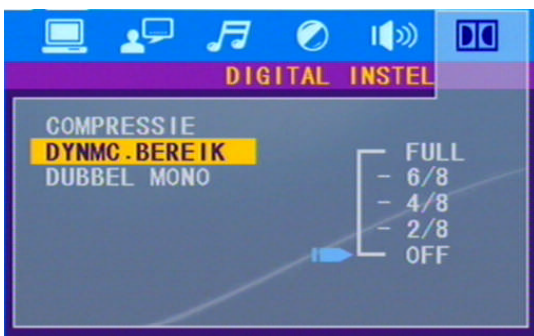 DIGITAL INSTEL
COMPRESSIE
DYNMC.BEREIK
DUBBEL MONO
FULL
6/8
4/8
2/8
OFF